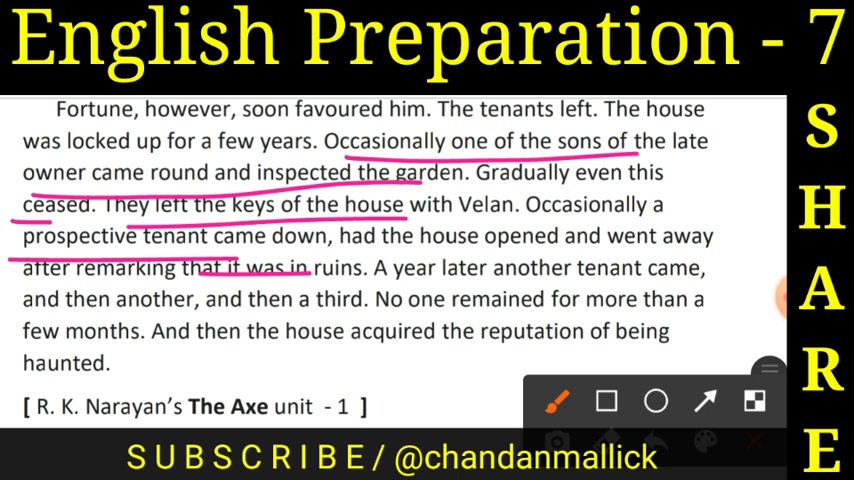 English Preparation - 7
Fortune, however, soon favoured him. The tenants left. The house
was locked up for a few years. Occasionally one of the sons of the late
owner came round and inspected the garden. Gradually even this
ceased. They left the keys of the house with Velan. Occasionally a
prospective tenant came down, had the house opened and went away
after remarking that it was in ruins. A year later another tenant came,
and then another, and then a third. No one remained for more than a
few months. And then the house acquired the reputation of being
haunted.
[ R. K. Narayan's The Axe unit - 1 ]
SUBSCRIBE/ @chandanmallick
SHARE